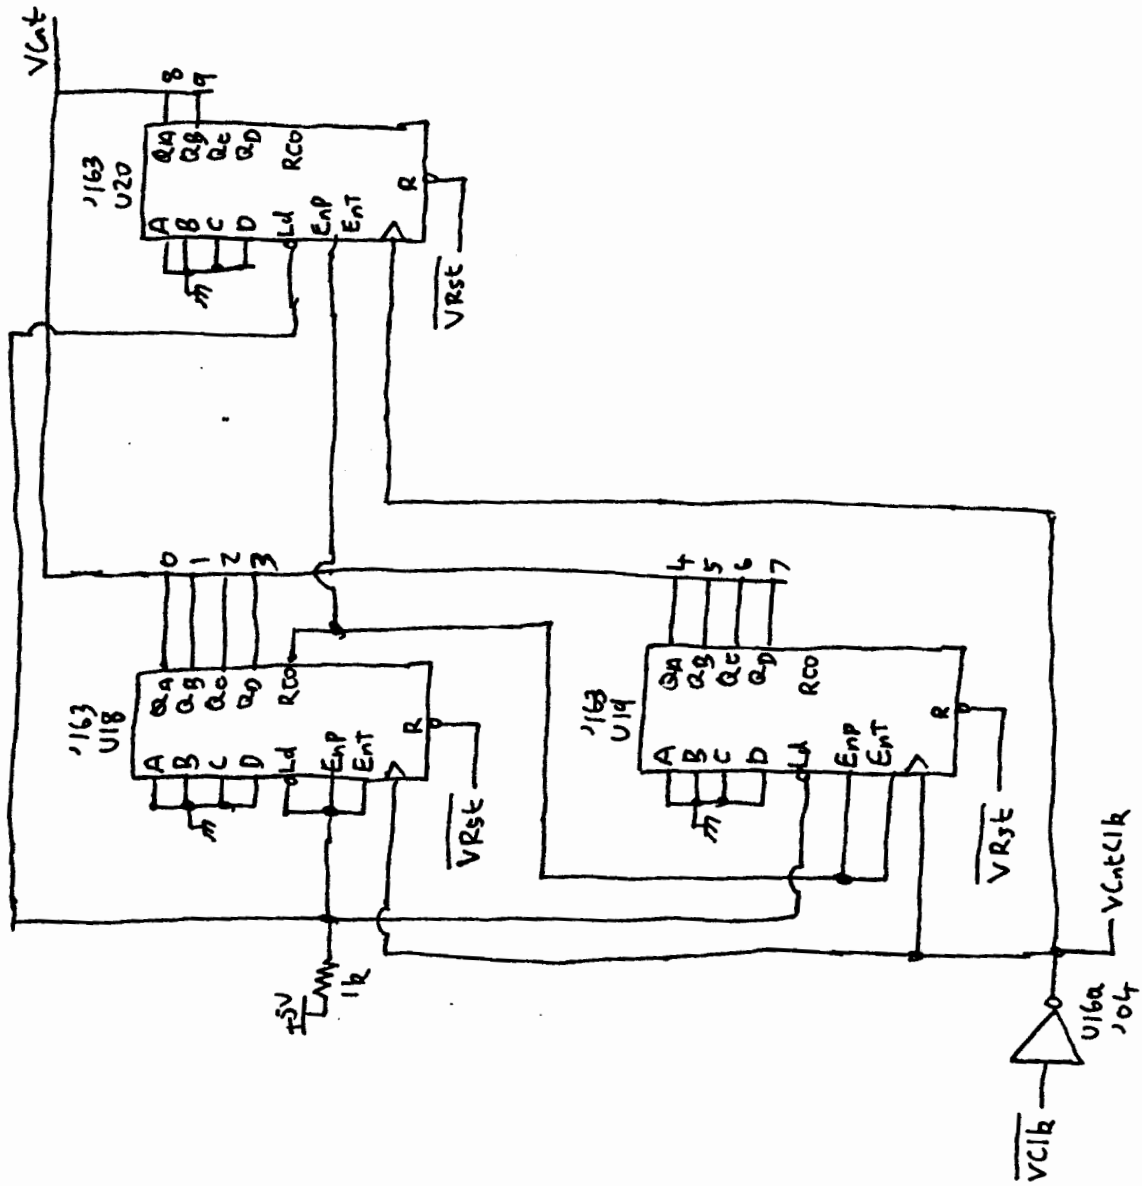 VCnt
'163
U18
A QA 0
B QB 1
C QC 2
D QD 3
Ld RCO
EnP
EnT
R
VRst
+5V
1k
'163
U20
A QA 8
B QB 9
C QC
D QD
Ld RCO
EnP
EnT
R
VRst
'163
U19
A QA 4
B QB 5
C QC 6
D QD 7
Ld RCO
EnP
EnT
R
VRst
VClk
U16a
'04
VCntClk